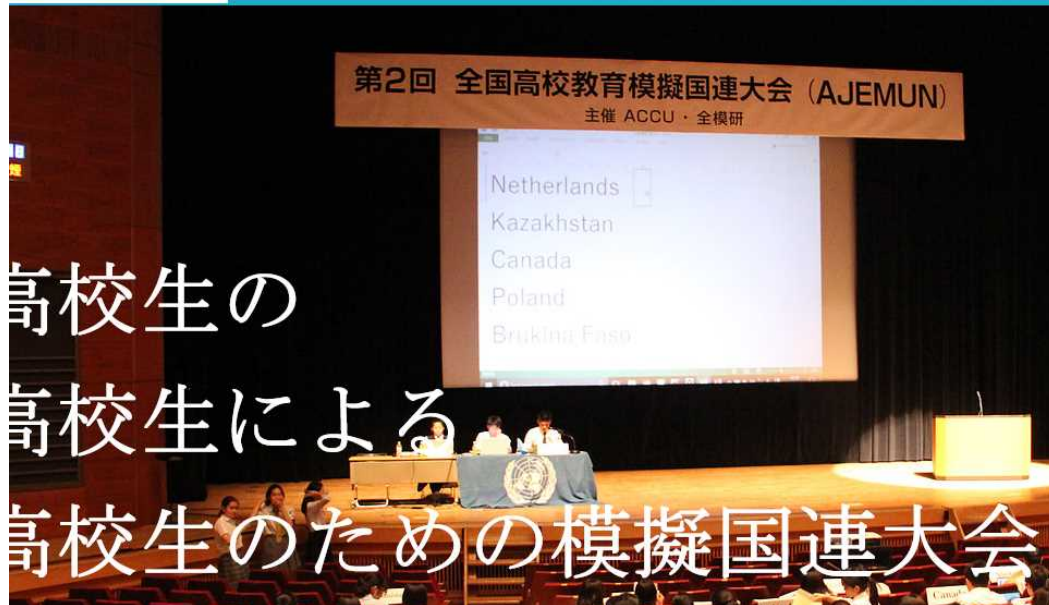 第2回 全国高校教育模擬国連大会（AJEMUN）
主催 ACCU・全模研
Netherlands
Kazakhstan
Canada
Poland
Brukina Faso
高校生の
高校生による
高校生のための模擬国連大会
Canada